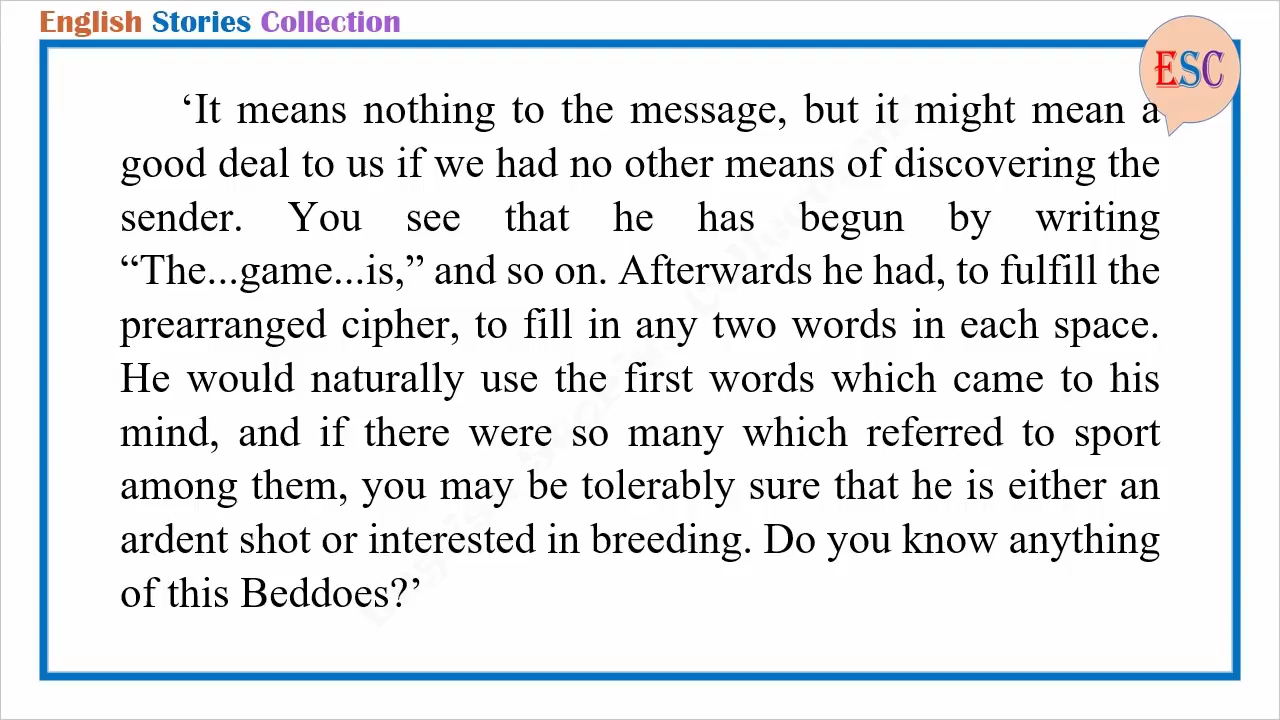 English Stories Collection
ESC
‘It means nothing to the message, but it might mean a
good deal to us if we had no other means of discovering the
sender. You see that he has begun by writing
“The...game...is,” and so on. Afterwards he had, to fulfill the
prearranged cipher, to fill in any two words in each space.
He would naturally use the first words which came to his
mind, and if there were so many which referred to sport
among them, you may be tolerably sure that he is either an
ardent shot or interested in breeding. Do you know anything
of this Beddoes?’